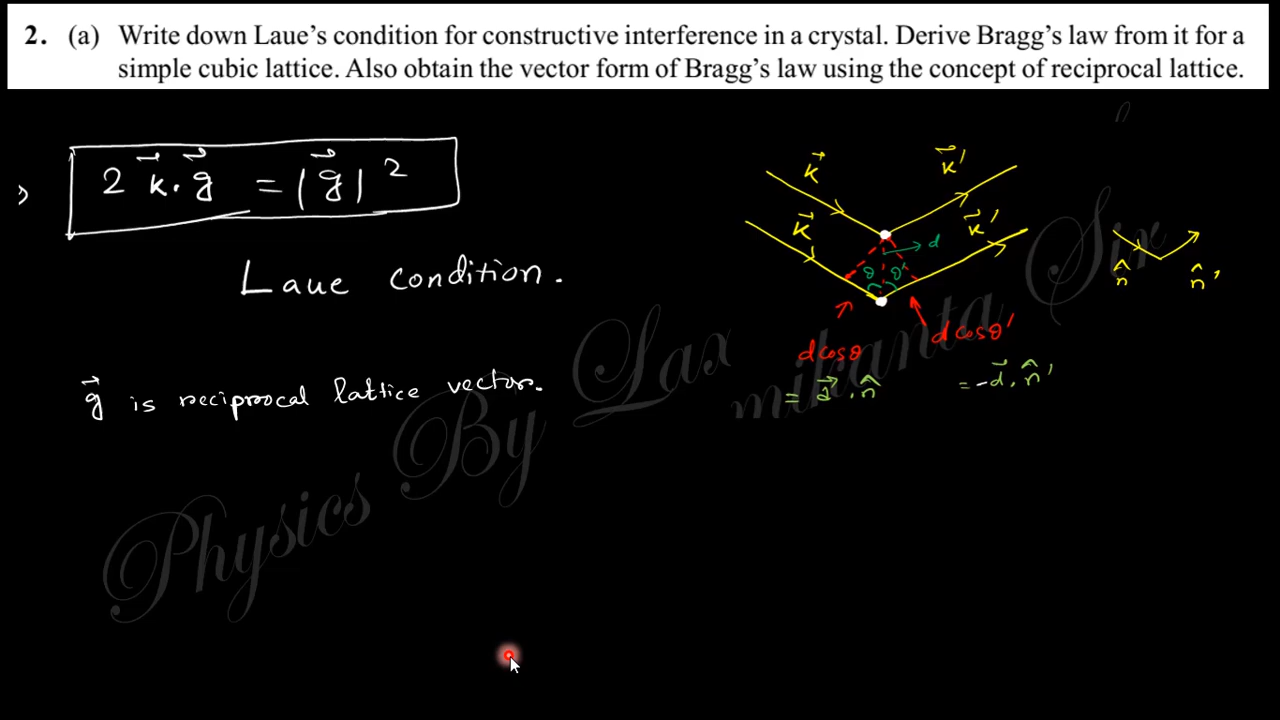 2. (a) Write down Laue's condition for constructive interference in a crystal. Derive Bragg's law from it for a
simple cubic lattice. Also obtain the vector form of Bragg's law using the concept of reciprocal lattice.
2 k⃗ · g⃗ = |g⃗|²
Laue condition.
g⃗ is reciprocal lattice vector.
k⃗ k⃗'
k⃗ k⃗'
d
θ θ'
n̂ n̂'
dcosθ dcosθ'
= d⃗ · n̂ = -d⃗ · n̂'
Physics By Laxmikanta Sir